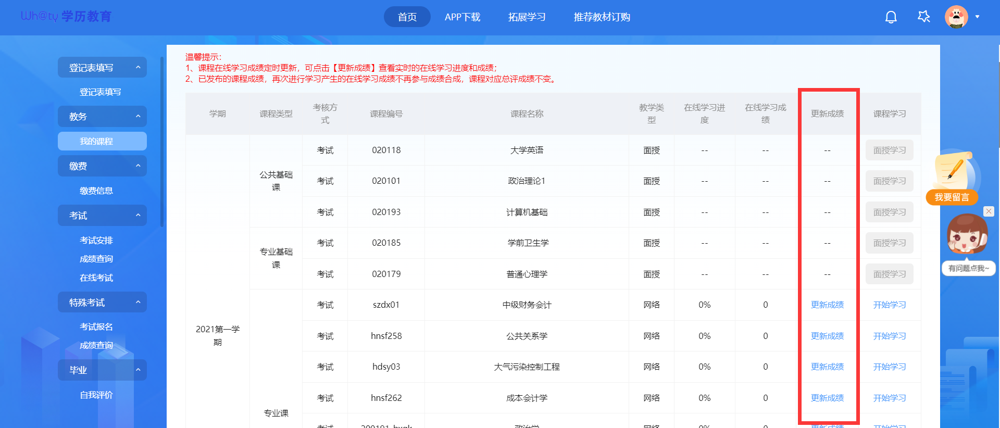 Wh@ty 学历教育
首页
APP下载
拓展学习
推荐教材订购
登记表填写
登记表填写
教务
我的课程
缴费
缴费信息
考试
考试安排
成绩查询
在线考试
特殊考试
考试报名
成绩查询
毕业
自我评价
温馨提示：
1、课程在线学习成绩定时更新，可点击【更新成绩】查看实时的在线学习进度和成绩；
2、已发布的课程成绩，再次进行学习产生的在线学习成绩不再参与成绩合成，课程对应总评成绩不变。
学期 课程类型 考核方式 课程编号 课程名称 教学类型 在线学习进度 在线学习成绩 更新成绩 课程学习
2021第一学期
公共基础课
考试 020118 大学英语 面授 -- -- -- 面授学习
考试 020101 政治理论1 面授 -- -- -- 面授学习
考试 020193 计算机基础 面授 -- -- -- 面授学习
专业基础课
考试 020185 学前卫生学 面授 -- -- -- 面授学习
考试 020179 普通心理学 面授 -- -- -- 面授学习
专业课
考试 szdx01 中级财务会计 网络 0% 0 更新成绩 开始学习
考试 hnsf258 公共关系学 网络 0% 0 更新成绩 开始学习
考试 hdsy03 大气污染控制工程 网络 0% 0 更新成绩 开始学习
考试 hnsf262 成本会计学 网络 0% 0 更新成绩 开始学习
考试 政治学 网络 0% 0 更新成绩 开始学习
我要留言
有问题点我~